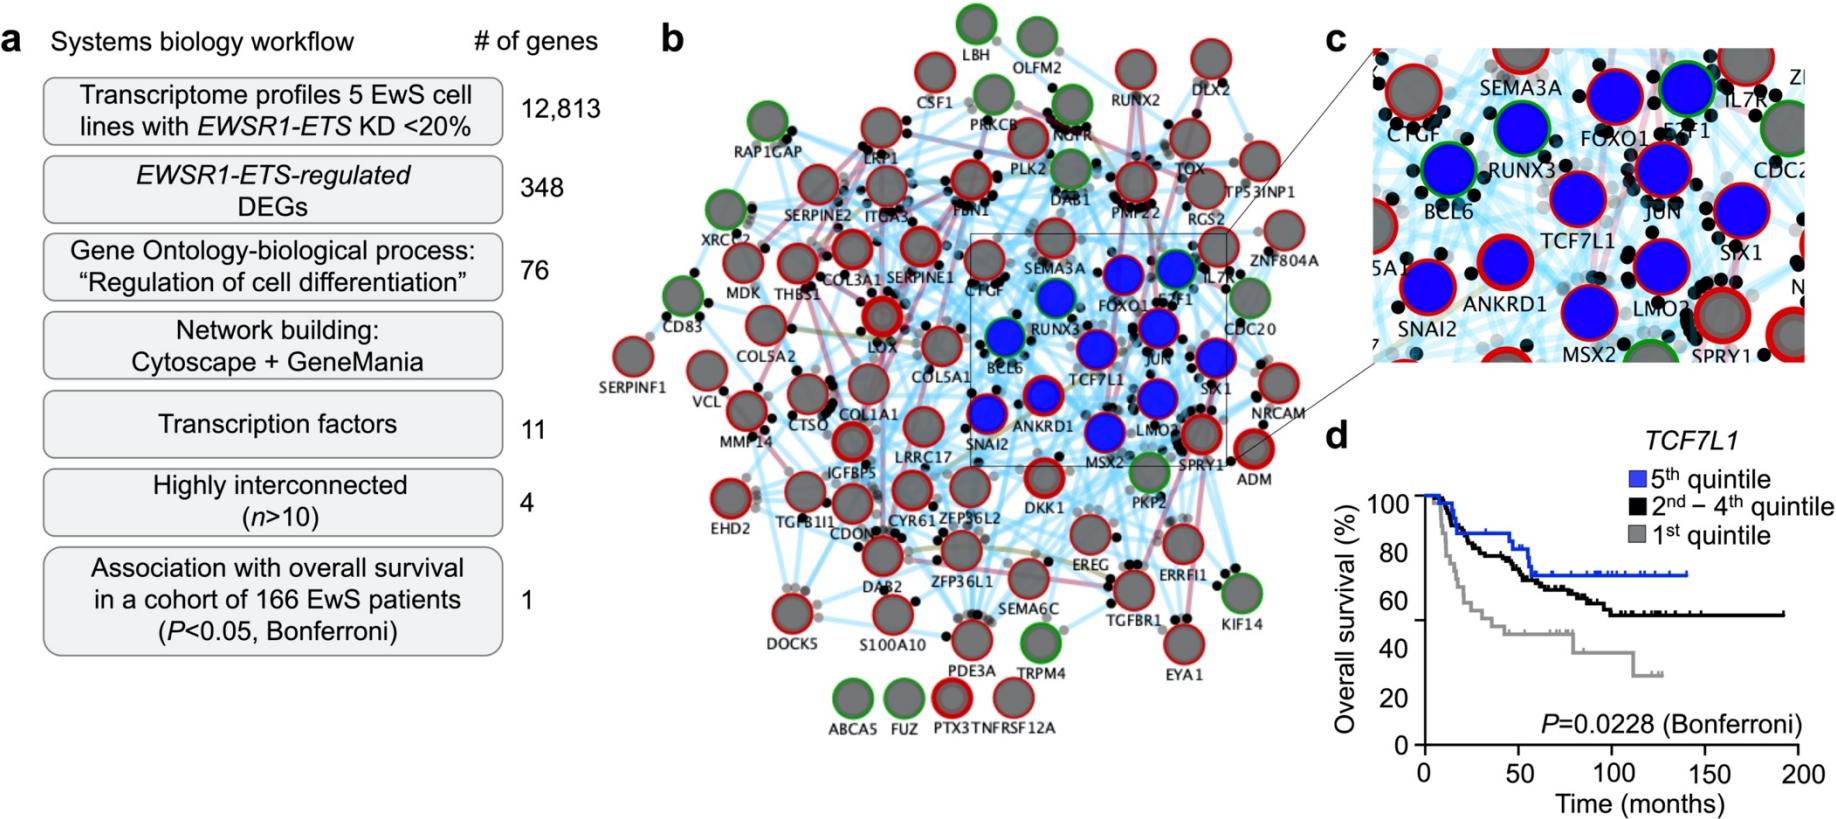 a
Systems biology workflow
# of genes
Transcriptome profiles 5 EwS cell
lines with EWSR1-ETS KD <20%
12,813
EWSR1-ETS-regulated
DEGs
348
Gene Ontology-biological process:
“Regulation of cell differentiation”
76
Network building:
Cytoscape + GeneMania
Transcription factors
11
Highly interconnected
(n>10)
4
Association with overall survival
in a cohort of 166 EwS patients
(P<0.05, Bonferroni)
1
b
LBH
OLFM2
CSF1
RUNX2
DLX2
PRKCB
NGFR
RAP1GAP
LRP1
PLK2
TOX
TP53INP1
SERPINE2
ITGA3
FBN1
DAB1
PMP22
RGS2
XRCC2
SEMA3A
IL7R
ZNF804A
MDK
THBS1
COL3A1
SERPINE1
CTGF
FOXO1
E2F1
CD83
RUNX3
CDC20
COL5A2
LOX
COL5A1
BCL6
TCF7L1
JUN
SIX1
SERPINF1
VCL
CTSO
COL1A1
NRCAM
MMP14
SNAI2
ANKRD1
LMO2
MSX2
SPRY1
IGFBP5
LRRC17
ADM
EHD2
TGFB1I1
CDON
CYR61
ZFP36L2
DKK1
PKP2
DAB2
ZFP36L1
EREG
ERRFI1
SEMA6C
TGFBR1
KIF14
DOCK5
S100A10
PDE3A
TRPM4
EYA1
ABCA5
FUZ
PTX3
TNFRSF12A
c
SEMA3A
IL7R
CTGF
FOXO1
E2F1
RUNX3
CDC2
BCL6
JUN
TCF7L1
SIX1
5A1
ANKRD1
LMO2
SNAI2
MSX2
SPRY1
d
TCF7L1
5th quintile
2nd – 4th quintile
1st quintile
Overall survival (%)
100
80
60
40
20
0
P=0.0228 (Bonferroni)
0
50
100
150
200
Time (months)